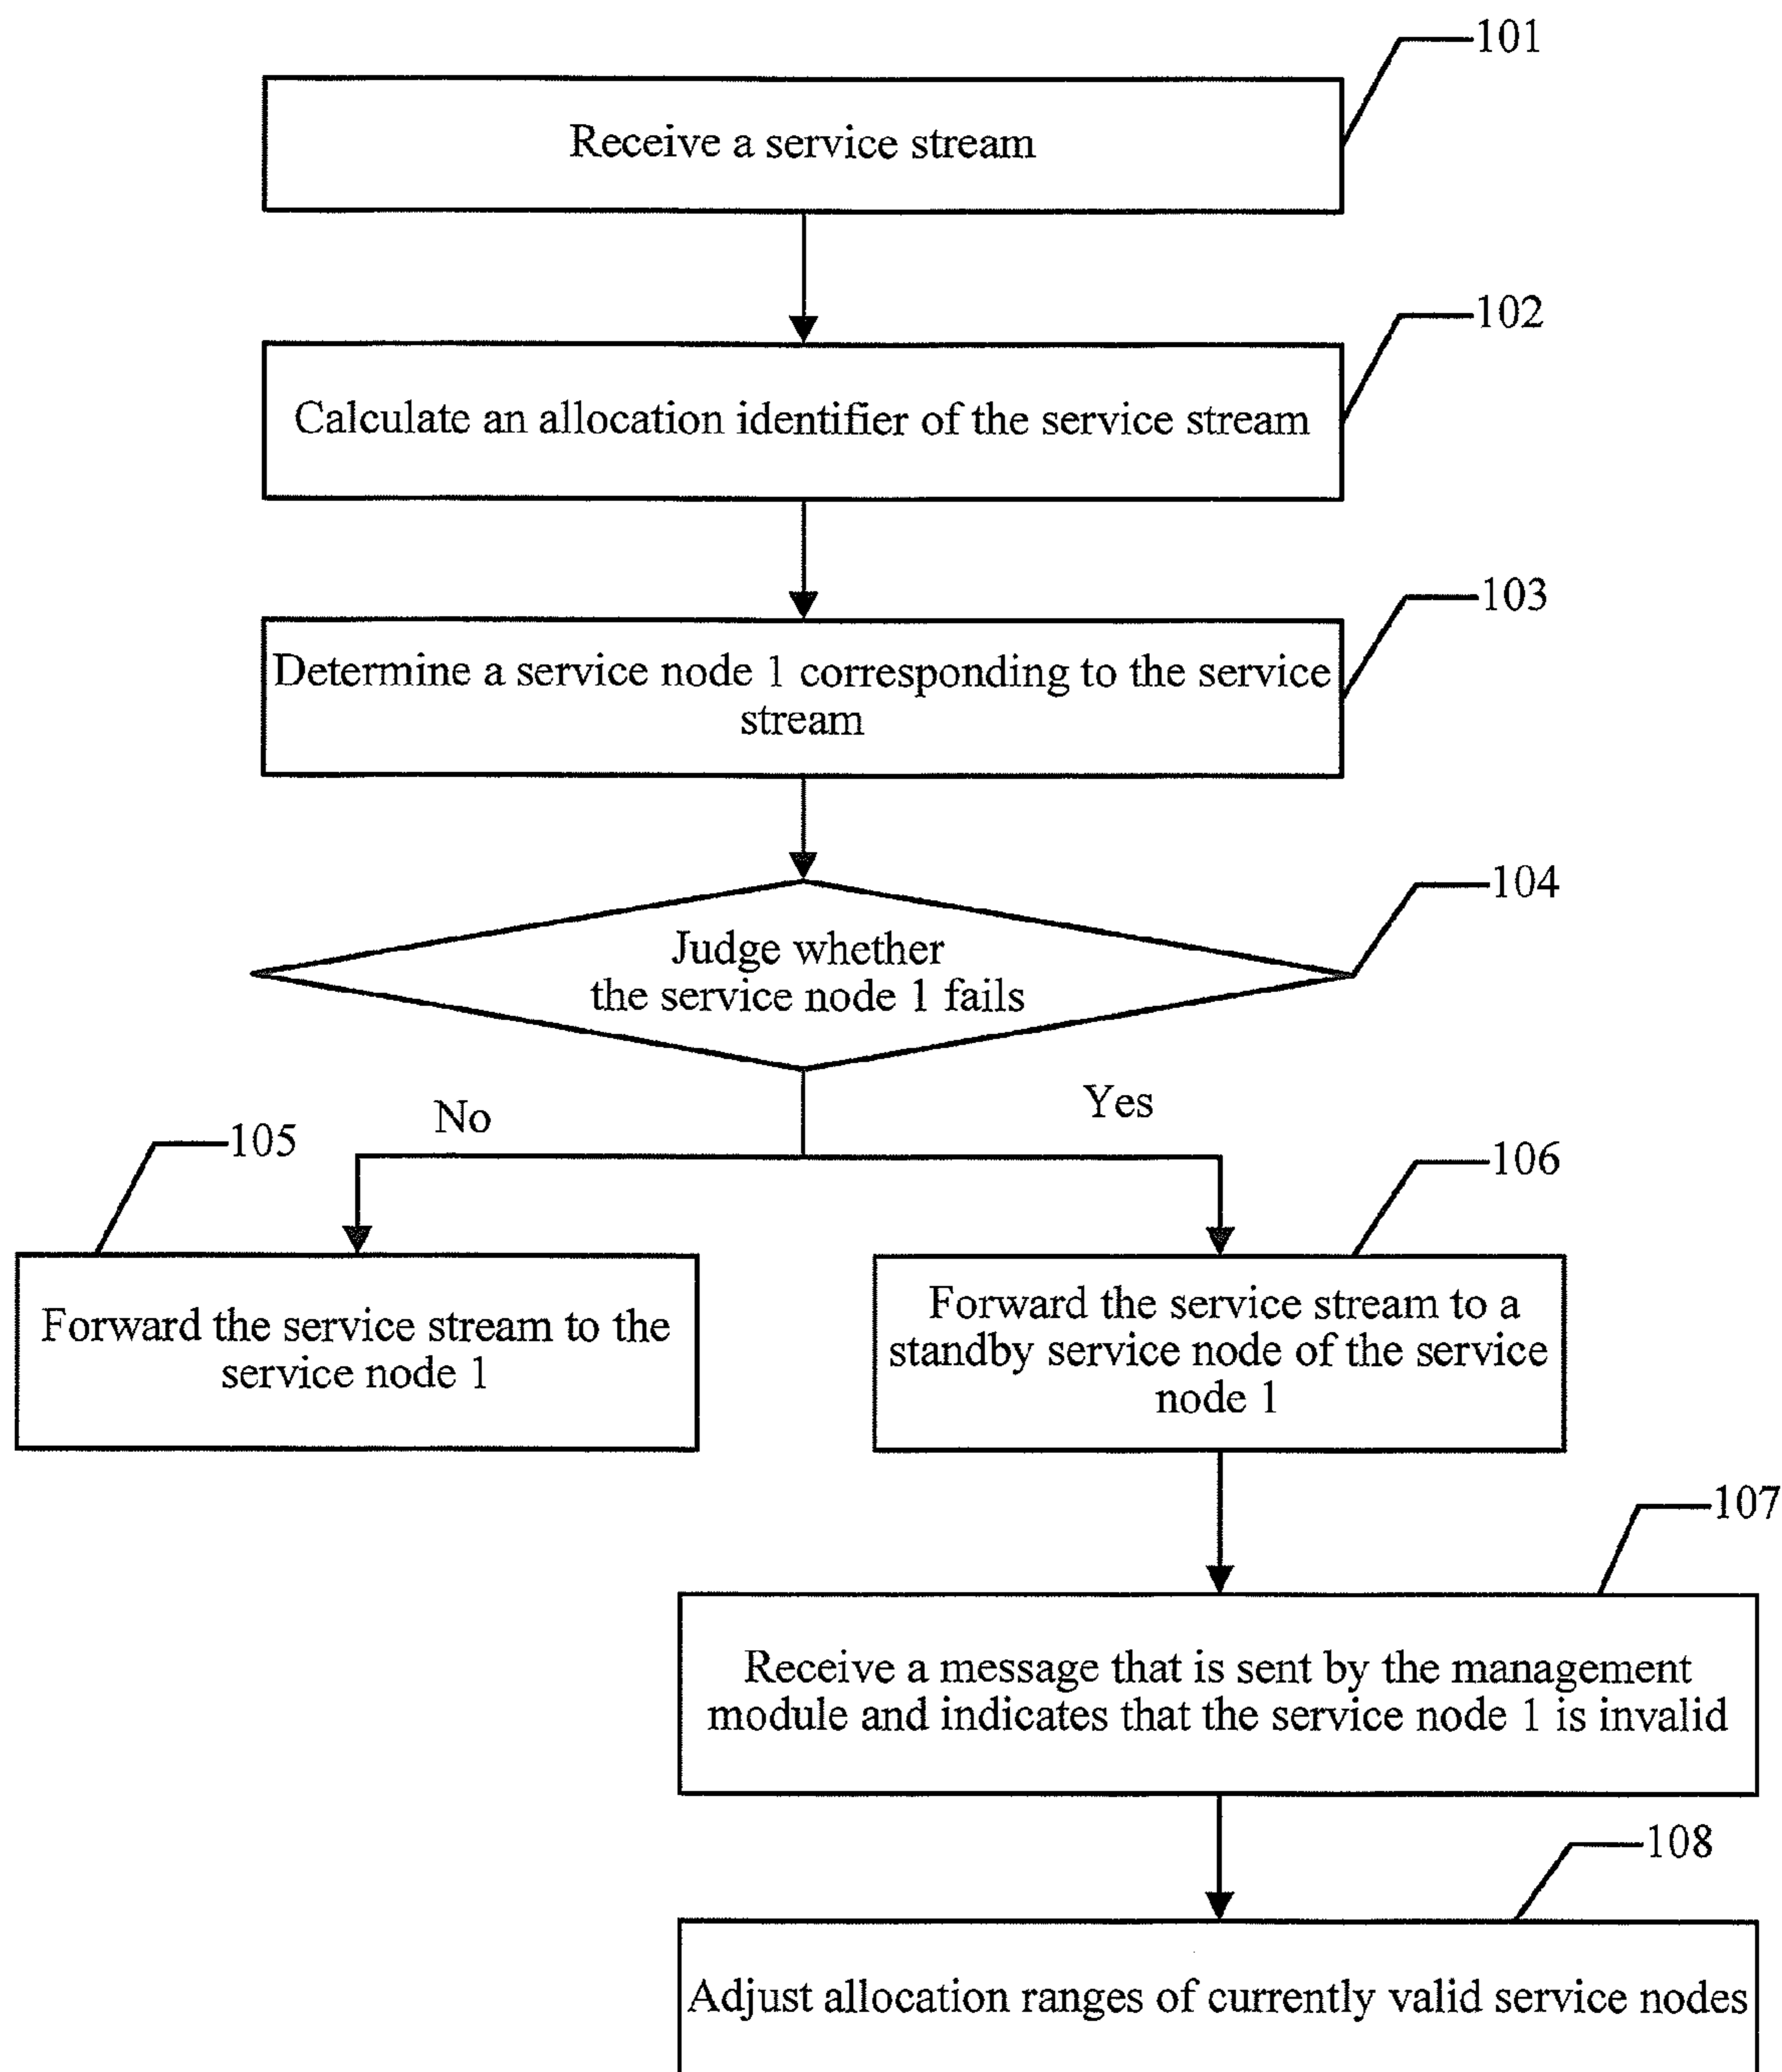 101
Receive a service stream
102
Calculate an allocation identifier of the service stream
103
Determine a service node 1 corresponding to the service
stream
104
Judge whether
the service node 1 fails
No
Yes
105
106
Forward the service stream to the
service node 1
Forward the service stream to a
standby service node of the service
node 1
107
Receive a message that is sent by the management
module and indicates that the service node 1 is invalid
108
Adjust allocation ranges of currently valid service nodes